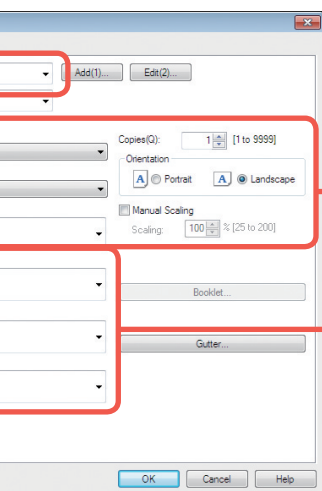 Add(1)... Edit(2)...
Copies(Q): 1 [1 to 9999]
Orientation
A Portrait A Landscape
Manual Scaling
Scaling: 100 % [25 to 200]
Booklet...
Gutter...
OK Cancel Help